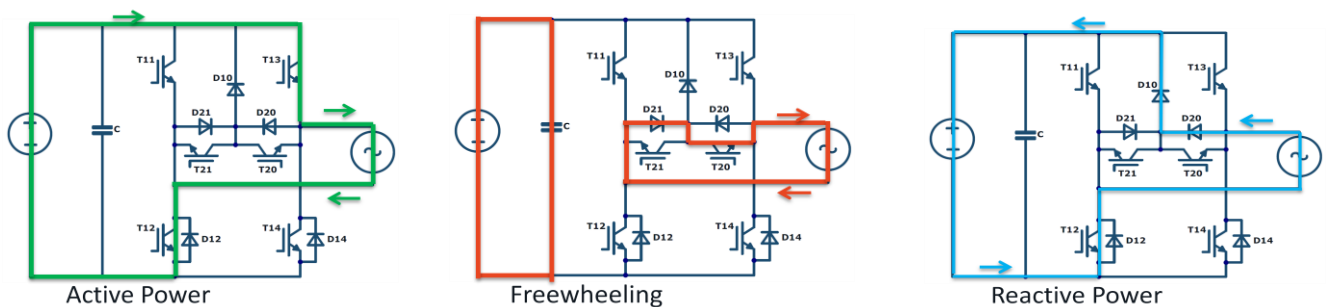 T11
T13
D10
D21
D20
C
T21
T20
T12
D12
T14
D14
Active Power
T11
T13
D10
D21
D20
C
T21
T20
T12
D12
T14
D14
Freewheeling
T11
T13
D10
D21
D20
C
T21
T20
T12
D12
T14
D14
Reactive Power